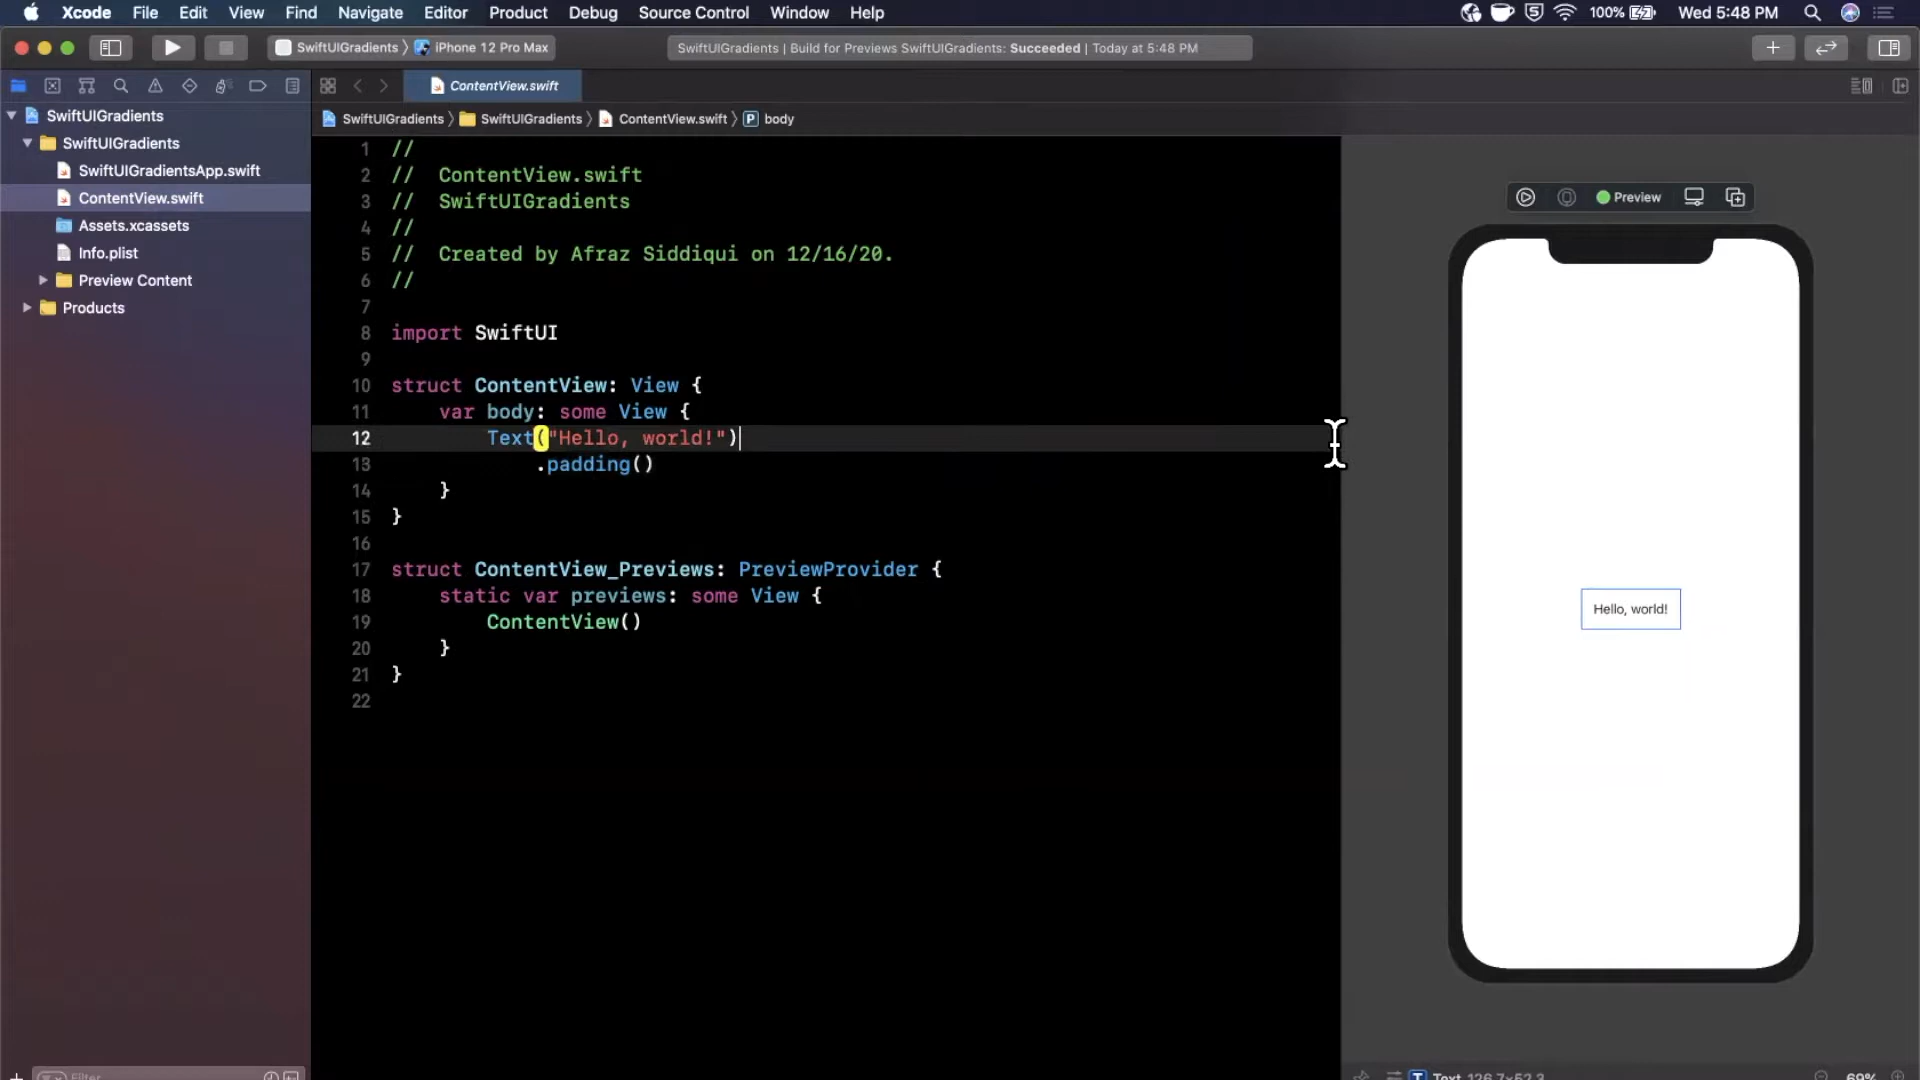 Xcode File Edit View Find Navigate Editor Product Debug Source Control Window Help 100% Wed 5:48 PM
SwiftUIGradients 〉 iPhone 12 Pro Max SwiftUIGradients | Build for Previews SwiftUIGradients: Succeeded | Today at 5:48 PM
ContentView.swift
SwiftUIGradients 〉 SwiftUIGradients 〉 ContentView.swift 〉 P body
SwiftUIGradients
SwiftUIGradients
SwiftUIGradientsApp.swift
ContentView.swift
Assets.xcassets
Info.plist
Preview Content
Products
Filter
1 //
2 //  ContentView.swift
3 //  SwiftUIGradients
4 //
5 //  Created by Afraz Siddiqui on 12/16/20.
6 //
7
8 import SwiftUI
9
10 struct ContentView: View {
11     var body: some View {
12         Text("Hello, world!")
13             .padding()
14     }
15 }
16
17 struct ContentView_Previews: PreviewProvider {
18     static var previews: some View {
19         ContentView()
20     }
21 }
22
Preview
Hello, world!
T Text 126.7×52.3 69%